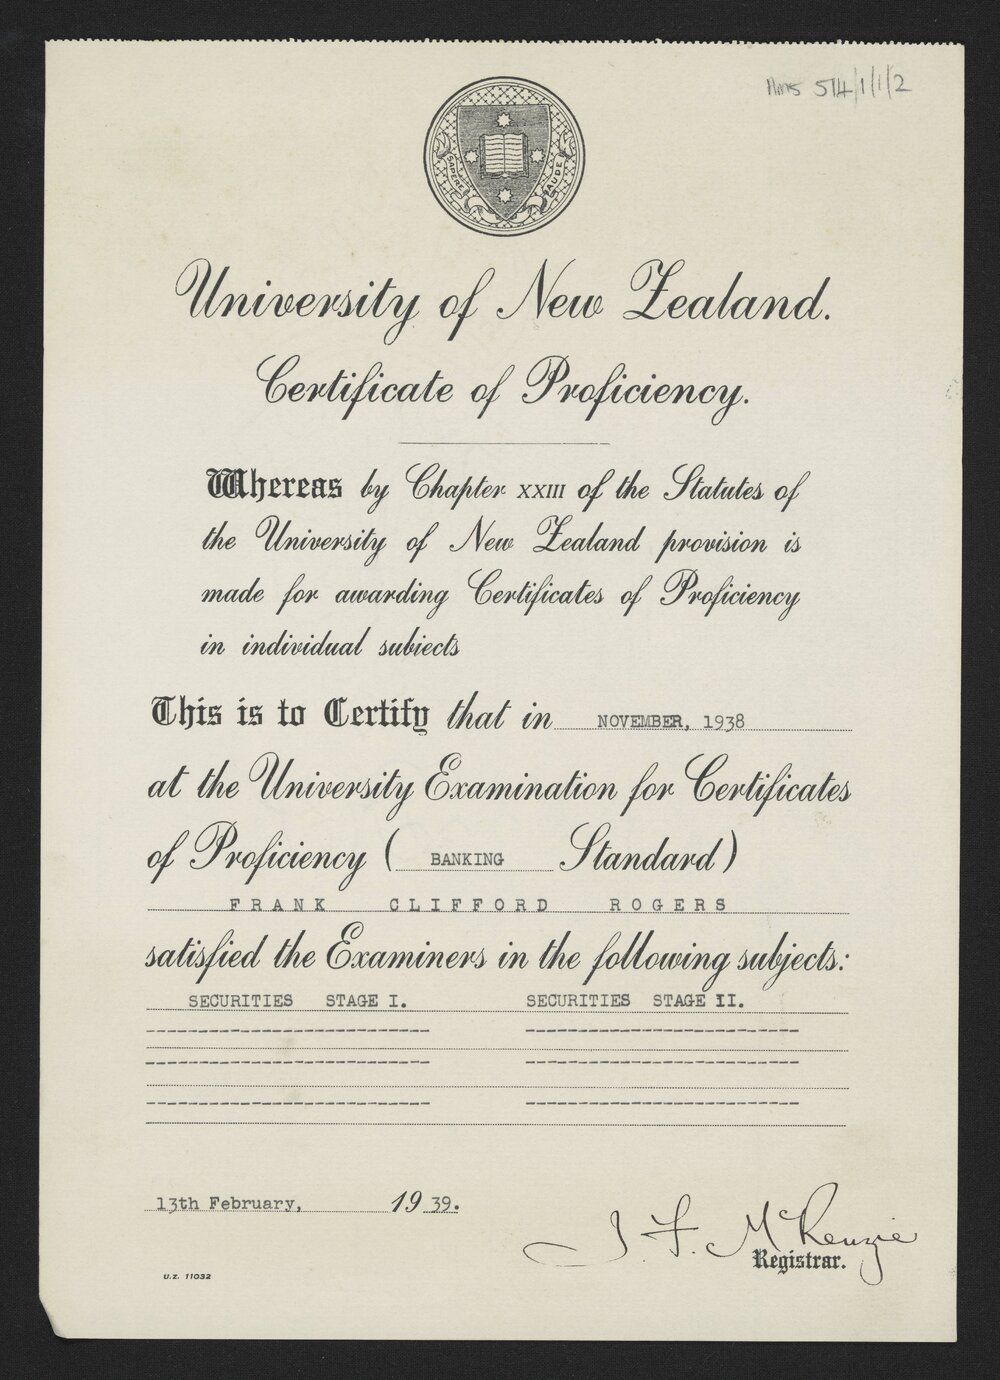 Mms 514/1/1/2
SAPERE AUDE
University of New Zealand.
Certificate of Proficiency.
Whereas by Chapter XXIII of the Statutes of
the University of New Zealand provision is
made for awarding Certificates of Proficiency
in individual subjects
This is to Certify that in NOVEMBER, 1938
at the University Examination for Certificates
of Proficiency ( BANKING Standard )
FRANK CLIFFORD ROGERS
satisfied the Examiners in the following subjects:
SECURITIES STAGE I. SECURITIES STAGE II.
13th February, 19 39.
J. F. McKenzie
Registrar.
U.Z. 11032